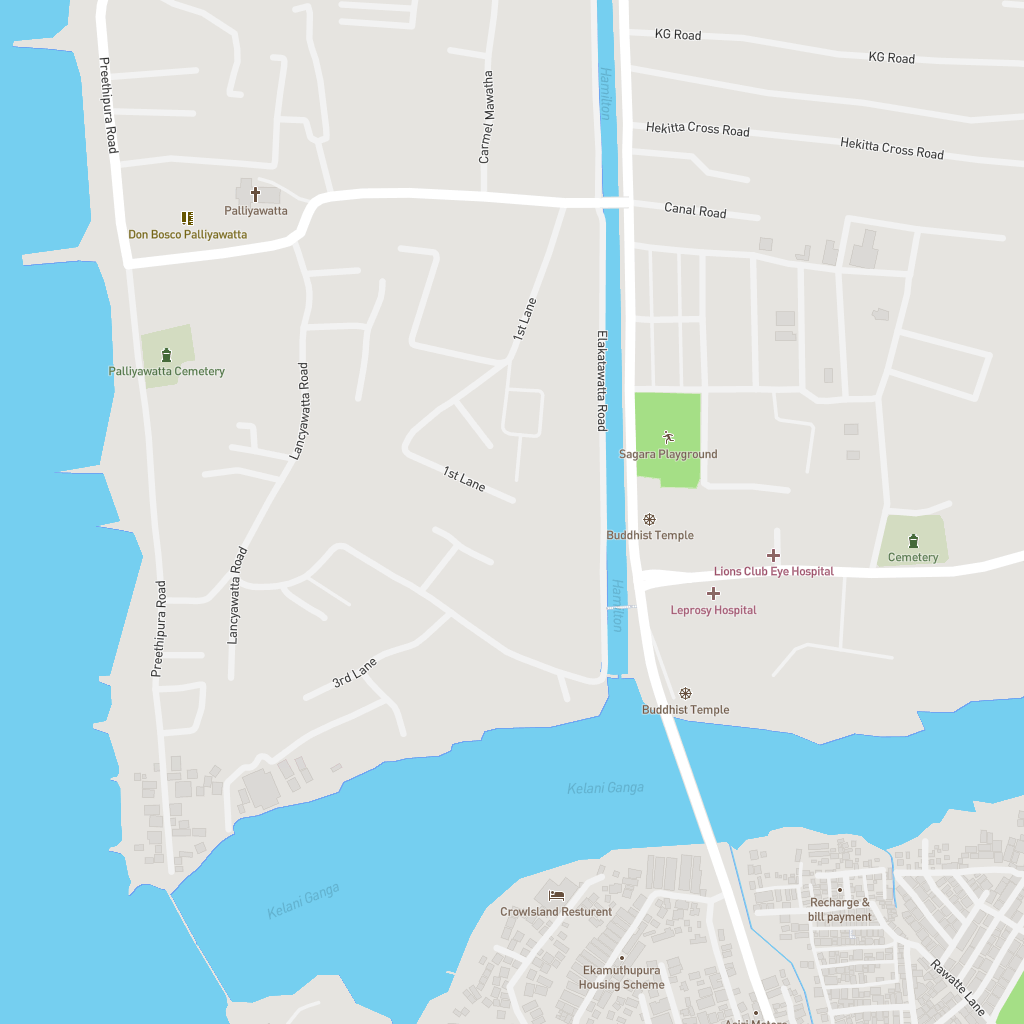 KG Road
KG Road
Preethipura Road
Hamilton
Carmel Mawatha
Hekitta Cross Road
Hekitta Cross Road
Palliyawatta
Canal Road
Don Bosco Palliyawatta
1st Lane
Elakatawatta Road
Palliyawatta Cemetery
Lancyawatta Road
Sagara Playground
1st Lane
Buddhist Temple
Cemetery
Lions Club Eye Hospital
Lancyawatta Road
Hamilton
Leprosy Hospital
Preethipura Road
3rd Lane
Buddhist Temple
Kelani Ganga
Kelani Ganga
CrowIsland Resturent
Recharge &
bill payment
Ekamuthupura
Housing Scheme
Rawatte Lane